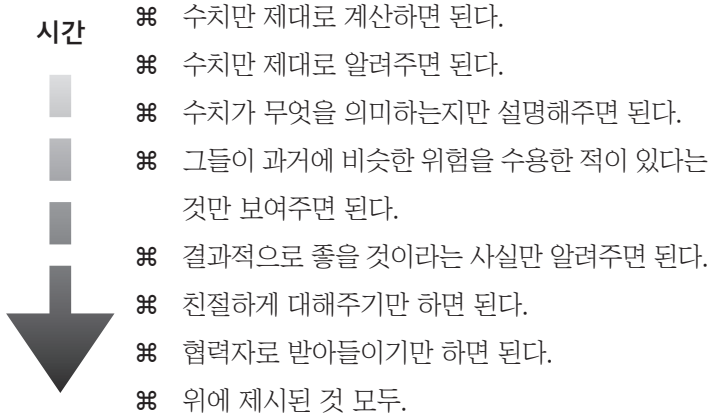 시간
⌘ 수치만 제대로 계산하면 된다.
⌘ 수치만 제대로 알려주면 된다.
⌘ 수치가 무엇을 의미하는지만 설명해주면 된다.
⌘ 그들이 과거에 비슷한 위험을 수용한 적이 있다는
것만 보여주면 된다.
⌘ 결과적으로 좋을 것이라는 사실만 알려주면 된다.
⌘ 친절하게 대해주기만 하면 된다.
⌘ 협력자로 받아들이기만 하면 된다.
⌘ 위에 제시된 것 모두.